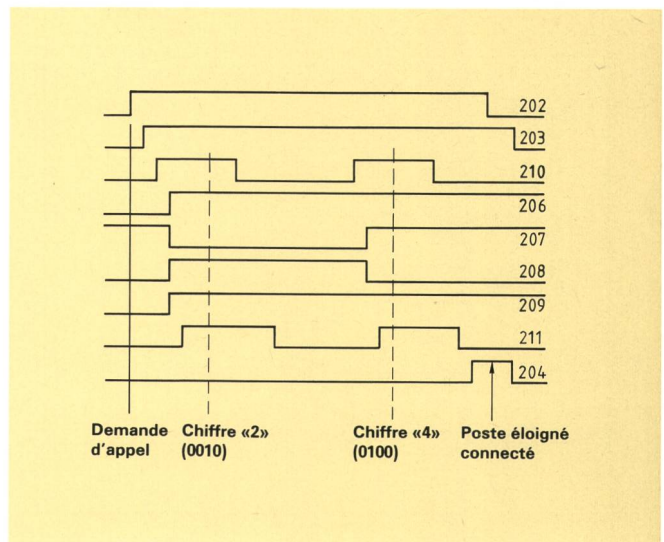 202
203
210
206
207
208
209
211
204
Demande d'appel
Chiffre «2» (0010)
Chiffre «4» (0100)
Poste éloigné connecté